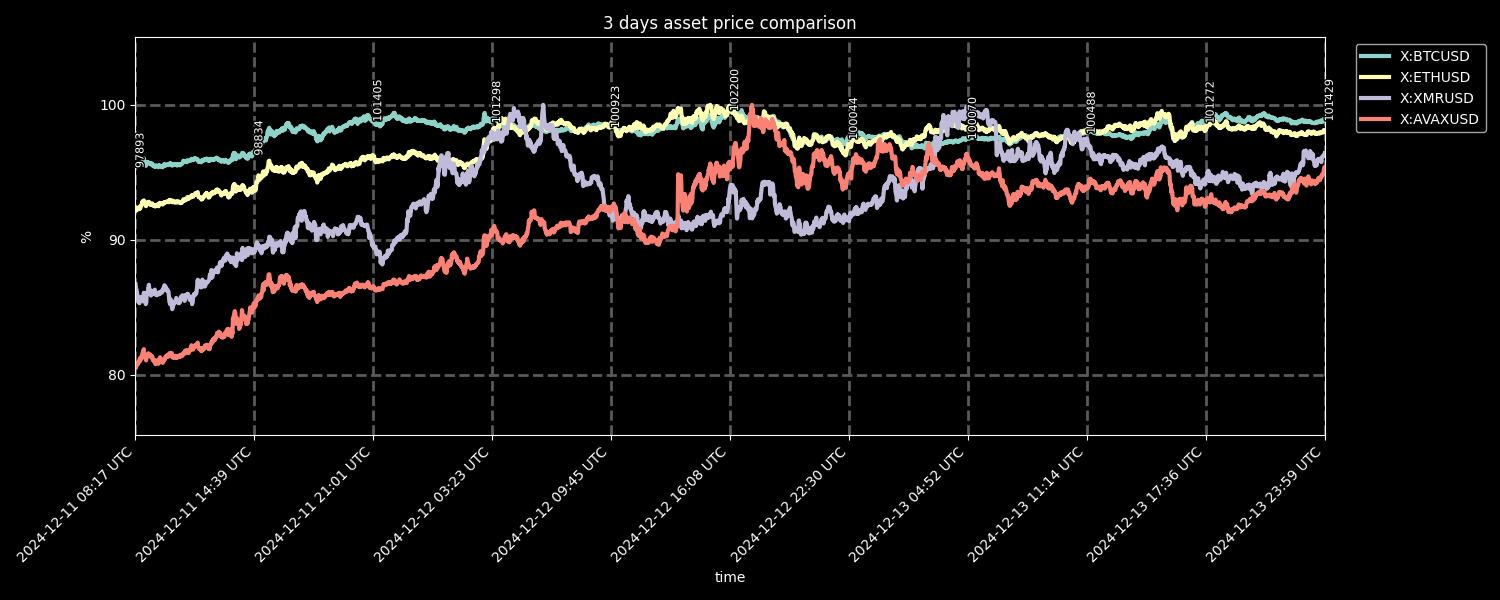 3 days asset price comparison
X:BTCUSD
X:ETHUSD
X:XMRUSD
X:AVAXUSD
100
90
80
%
97893
98834
101405
101298
100923
102200
100044
100070
100488
101272
101429
2024-12-11 08:17 UTC
2024-12-11 14:39 UTC
2024-12-11 21:01 UTC
2024-12-12 03:23 UTC
2024-12-12 09:45 UTC
2024-12-12 16:08 UTC
2024-12-12 22:30 UTC
2024-12-13 04:52 UTC
2024-12-13 11:14 UTC
2024-12-13 17:36 UTC
2024-12-13 23:59 UTC
time